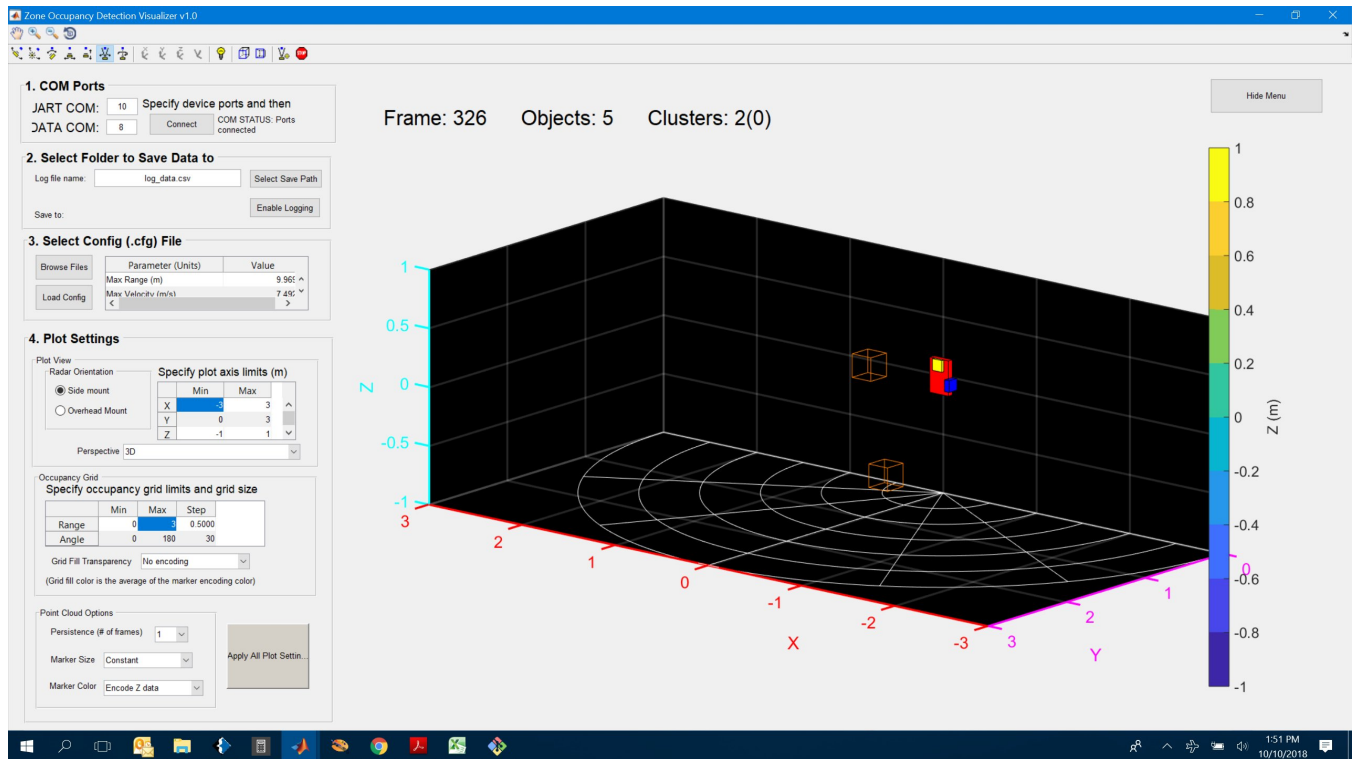 Zone Occupancy Detection Visualizer v1.0
1. COM Ports
UART COM: 10 Specify device ports and then
DATA COM: 8 Connect COM STATUS: Ports connected
2. Select Folder to Save Data to
Log file name: log_data.csv Select Save Path
Save to: Enable Logging
3. Select Config (.cfg) File
Browse Files Parameter (Units) Value
Max Range (m) 9.969
Load Config Max Velocity (m/s) 7.492
4. Plot Settings
Plot View
Radar Orientation Specify plot axis limits (m)
Side mount Min Max
X -3 3
Overhead Mount Y 0 3
Z -1 1
Perspective 3D
Occupancy Grid
Specify occupancy grid limits and grid size
Min Max Step
Range 0 3 0.5000
Angle 0 180 30
Grid Fill Transparency No encoding
(Grid fill color is the average of the marker encoding color)
Point Cloud Options
Persistence (# of frames) 1
Marker Size Constant
Apply All Plot Settin...
Marker Color Encode Z data
Frame: 326 Objects: 5 Clusters: 2(0)
Hide Menu
1
0.5
0
-0.5
-1
Z
3
2
1
0
-1
-2
-3
X
3
2
1
0
Y
1
0.8
0.6
0.4
0.2
0
-0.2
-0.4
-0.6
-0.8
-1
Z (m)
STOP
1:51 PM
10/10/2018